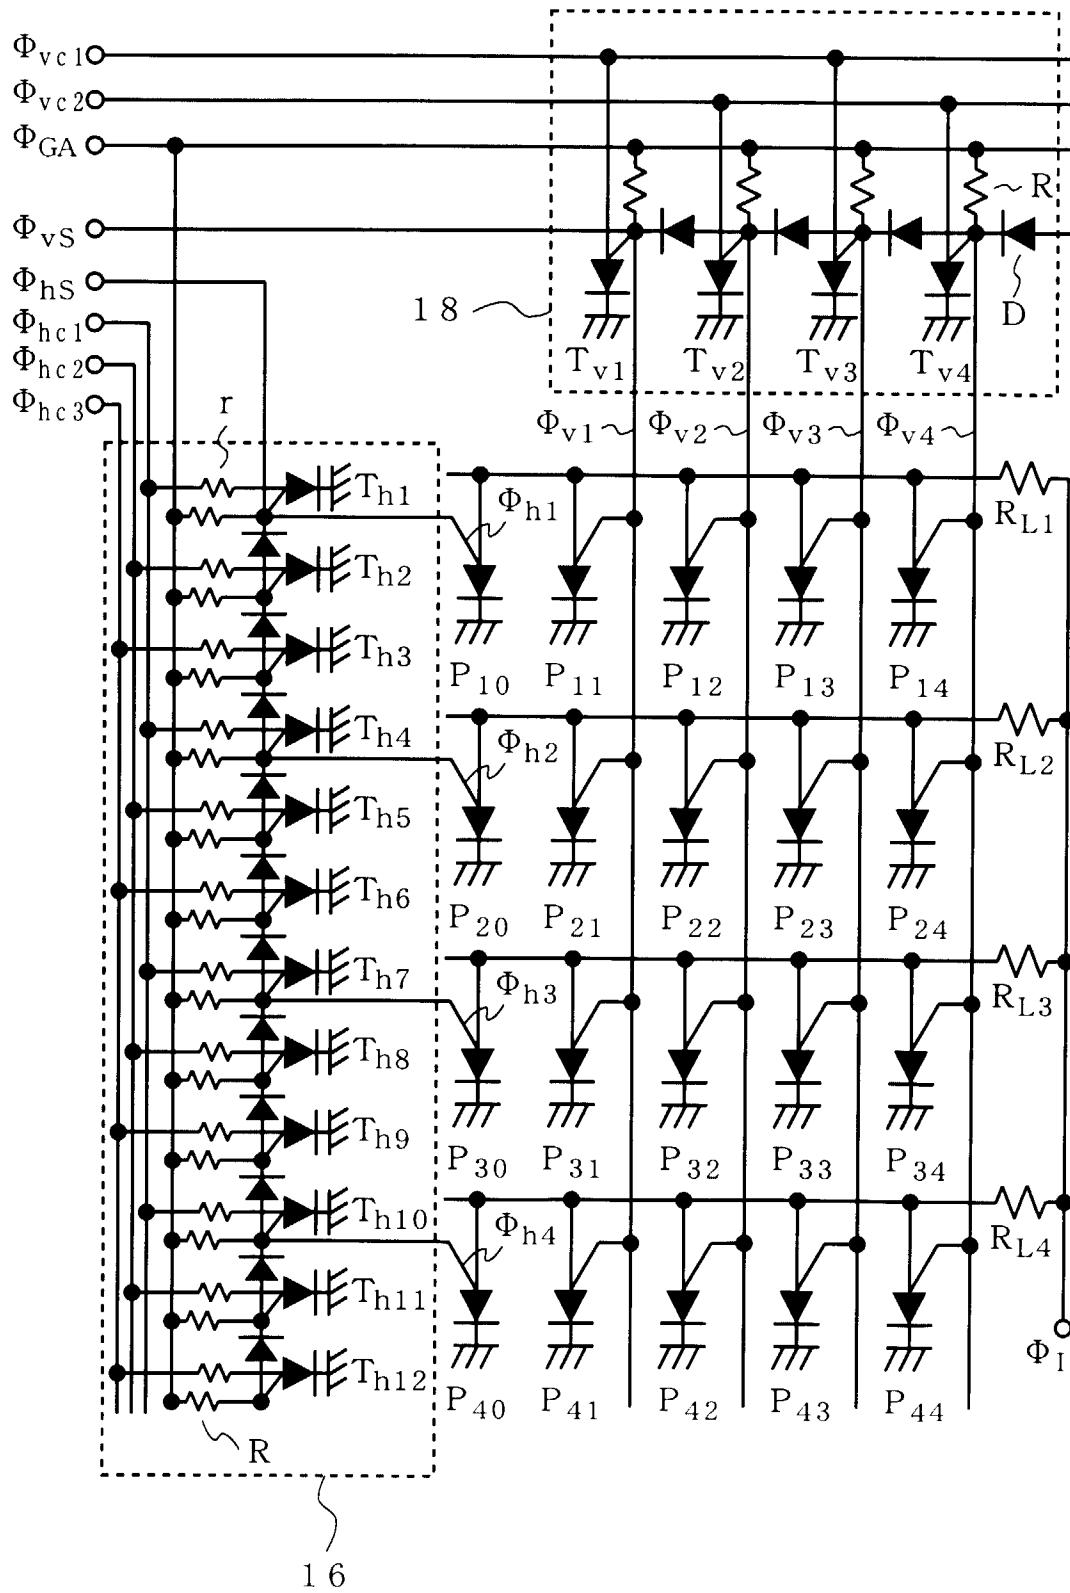 Φvc1
Φvc2
ΦGA
ΦvS
ΦhS
Φhc1
Φhc2
Φhc3
R
18
D
Tv1 Tv2 Tv3 Tv4
Φv1 Φv2 Φv3 Φv4
r
Th1
Φh1
RL1
Th2
Th3
P10 P11 P12 P13 P14
Th4
Φh2
RL2
Th5
Th6
P20 P21 P22 P23 P24
Th7
Φh3
RL3
Th8
Th9
P30 P31 P32 P33 P34
Th10
Φh4
RL4
Th11
ΦI
Th12
P40 P41 P42 P43 P44
R
16